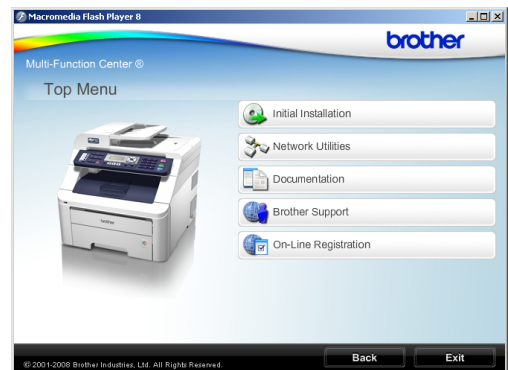 Macromedia Flash Player 8
brother
Multi-Function Center ®
Top Menu
Initial Installation
Network Utilities
Documentation
Brother Support
On-Line Registration
brother
Back
Exit
© 2001-2008 Brother Industries, Ltd. All Rights Reserved.